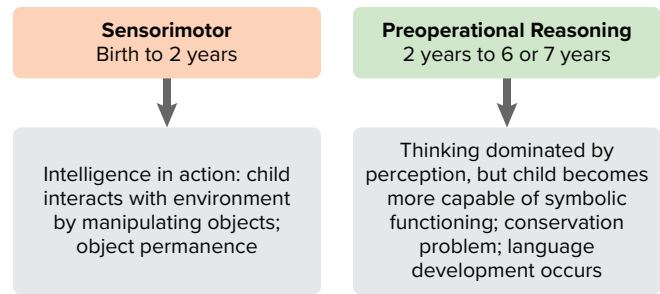 Sensorimotor
Birth to 2 years
Intelligence in action: child
interacts with environment
by manipulating objects;
object permanence
Preoperational Reasoning
2 years to 6 or 7 years
Thinking dominated by
perception, but child becomes
more capable of symbolic
functioning; conservation
problem; language
development occurs